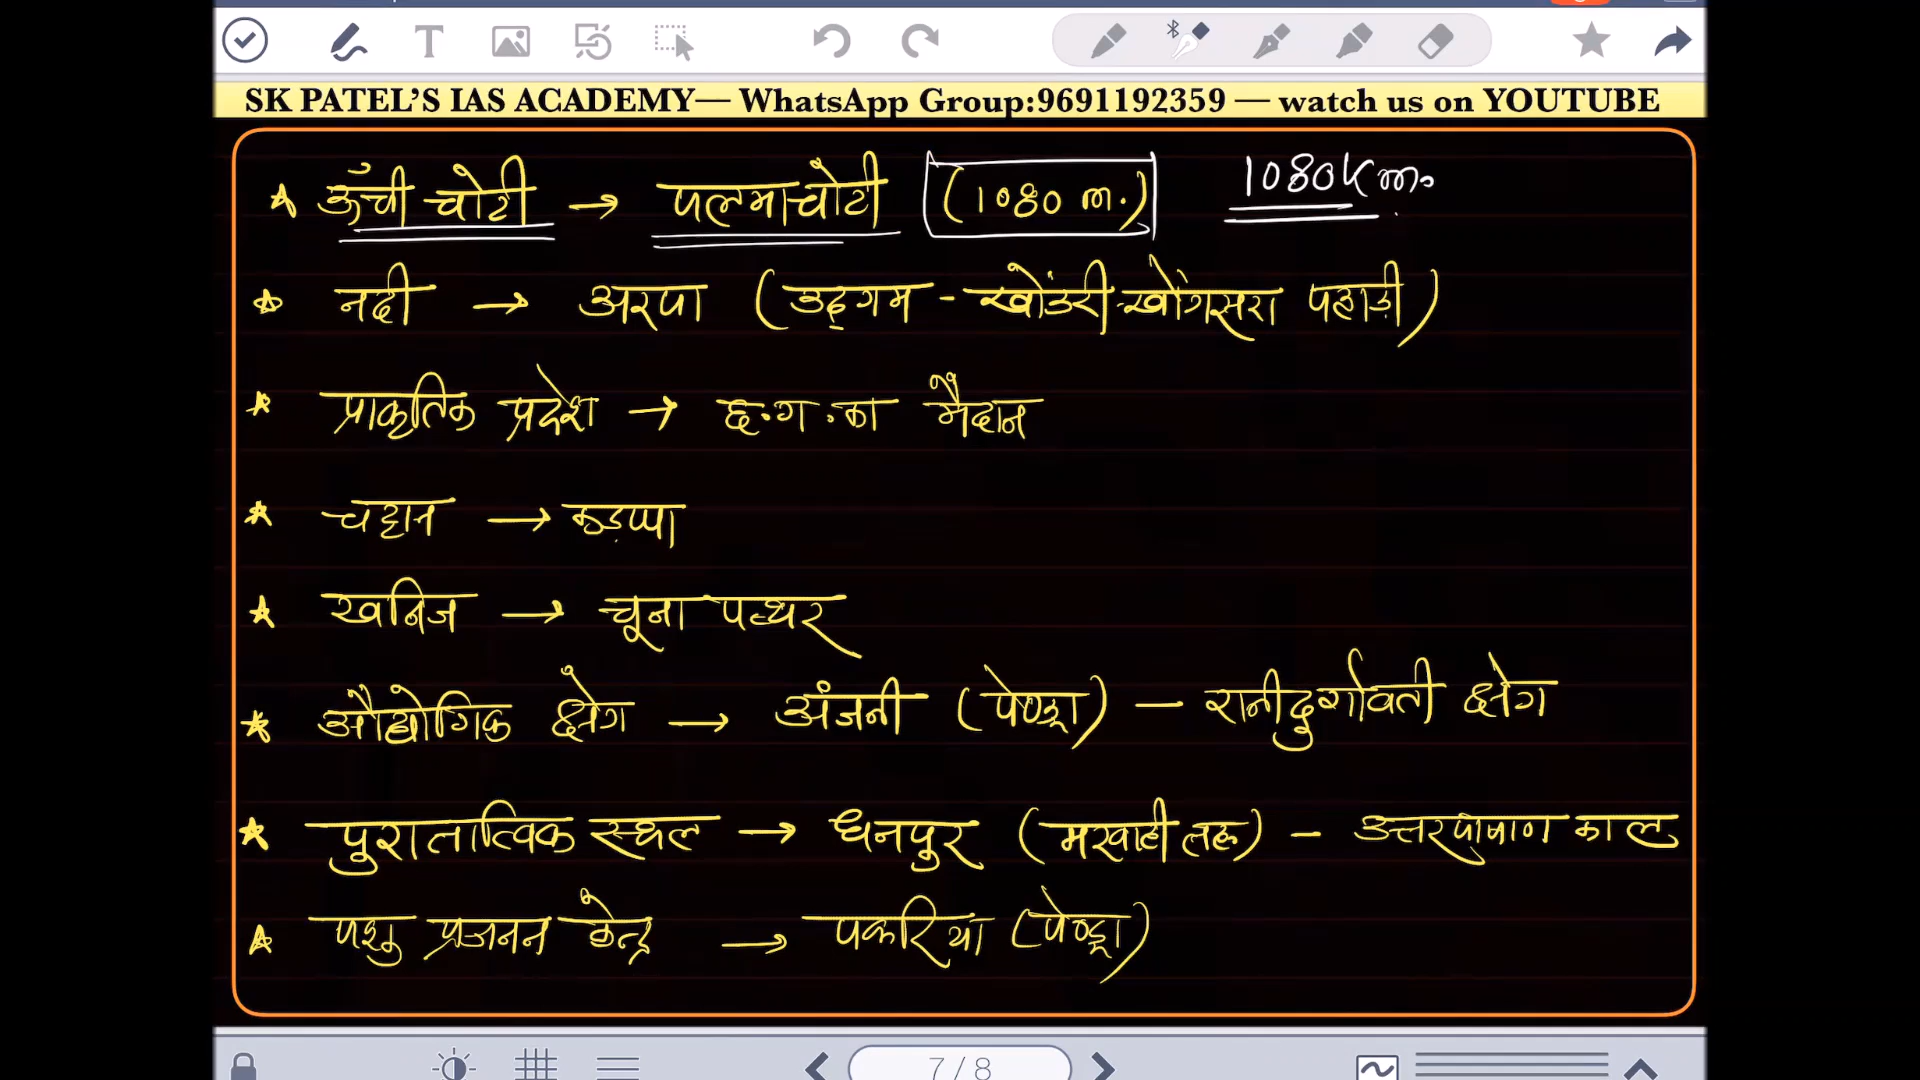 SK PATEL'S IAS ACADEMY— WhatsApp Group:9691192359 — watch us on YOUTUBE
ऊँची चोटी → पलमाचोटी (1080 m.) 1080 Km.
नदी → अरपा (उद्गम - खोडरी-खोंगसरा पहाड़ी)
प्राकृतिक प्रदेश → छ.ग.का मैदान
चट्टान → कड़प्पा
खनिज → चूना पत्थर
औद्योगिक क्षेत्र → अंजनी (पेण्ड्रा) – रानीदुर्गावती क्षेत्र
पुरातात्विक स्थल → धनपुर (मरवाही तह) – उत्तरपाषाण काल
पशु प्रजनन केन्द्र → पकरिया (पेण्ड्रा)
7 / 8